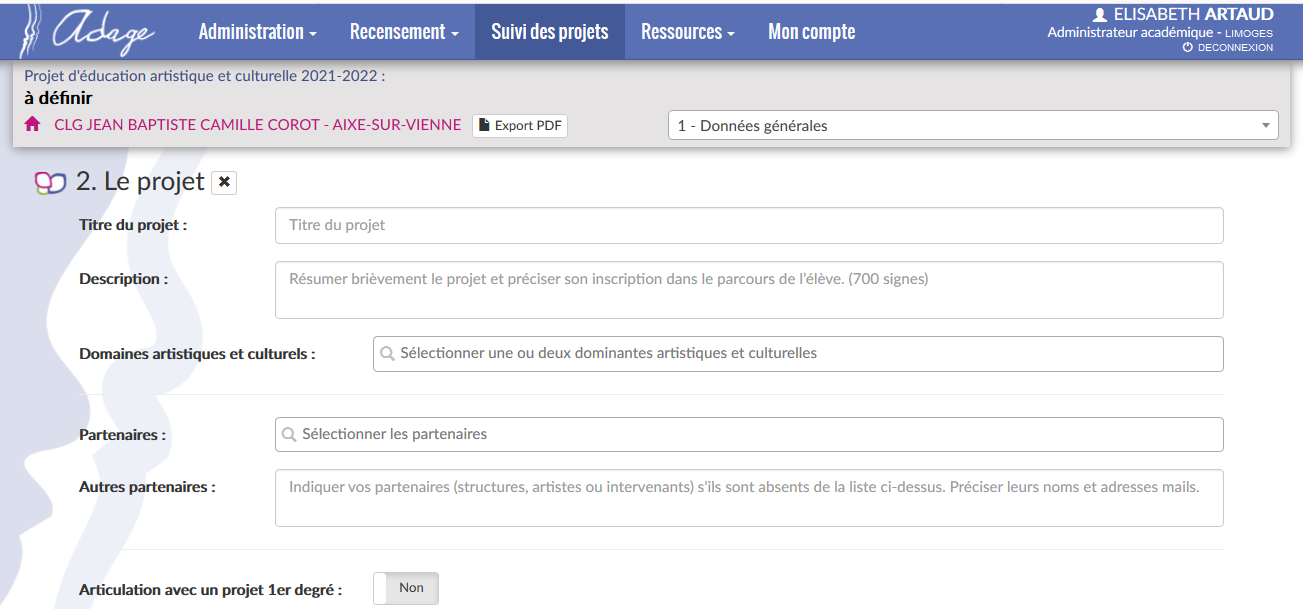 Adage
Administration
Recensement
Suivi des projets
Ressources
Mon compte
ELISABETH ARTAUD
Administrateur académique - LIMOGES
DECONNEXION
Projet d'éducation artistique et culturelle 2021-2022 :
à définir
CLG JEAN BAPTISTE CAMILLE COROT - AIXE-SUR-VIENNE
Export PDF
1 - Données générales
2. Le projet
Titre du projet :
Titre du projet
Description :
Résumer brièvement le projet et préciser son inscription dans le parcours de l'élève. (700 signes)
Domaines artistiques et culturels :
Sélectionner une ou deux dominantes artistiques et culturelles
Partenaires :
Sélectionner les partenaires
Autres partenaires :
Indiquer vos partenaires (structures, artistes ou intervenants) s'ils sont absents de la liste ci-dessus. Préciser leurs noms et adresses mails.
Articulation avec un projet 1er degré :
Non